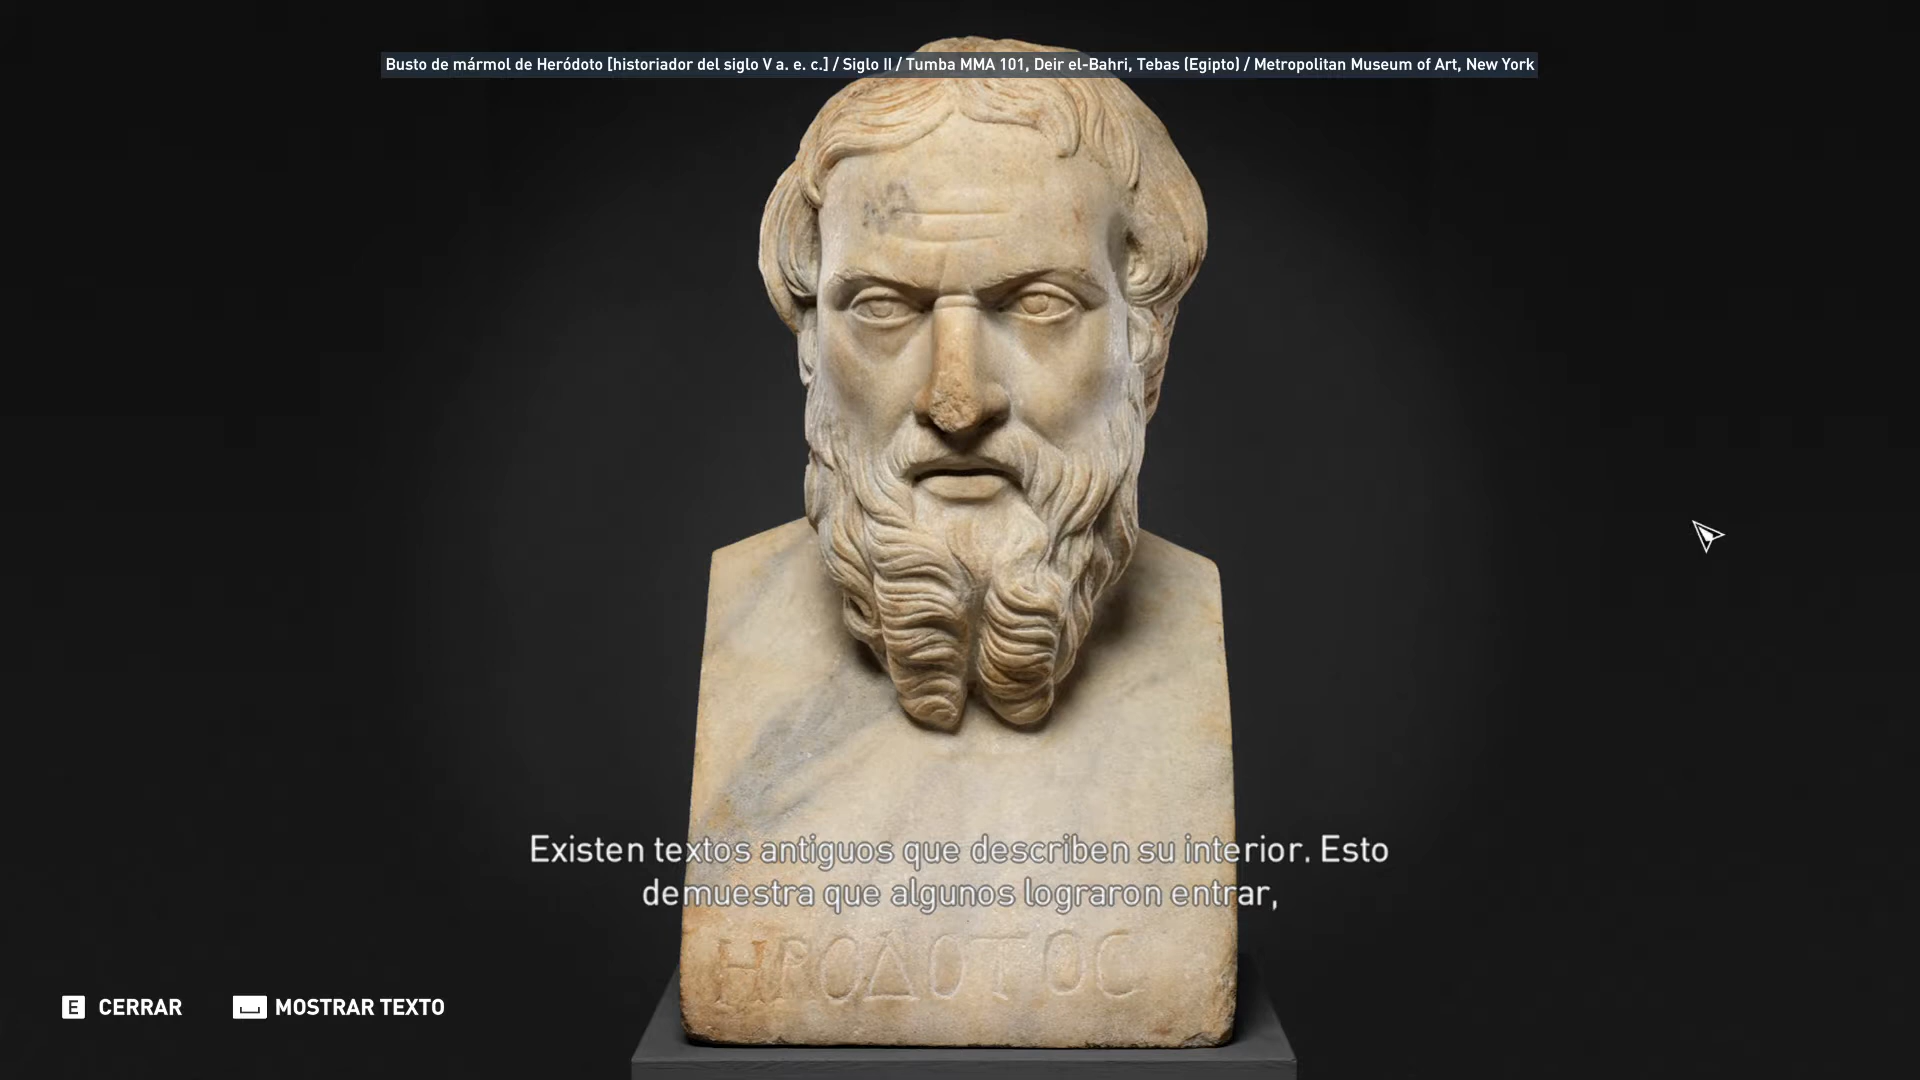 Busto de mármol de Heródoto [historiador del siglo V a. e. c.] / Siglo II / Tumba MMA 101, Deir el-Bahri, Tebas (Egipto) / Metropolitan Museum of Art, New York
Existen textos antiguos que describen su interior. Esto
demuestra que algunos lograron entrar,
ΗΡΟΔΟΤΟC
E CERRAR
MOSTRAR TEXTO